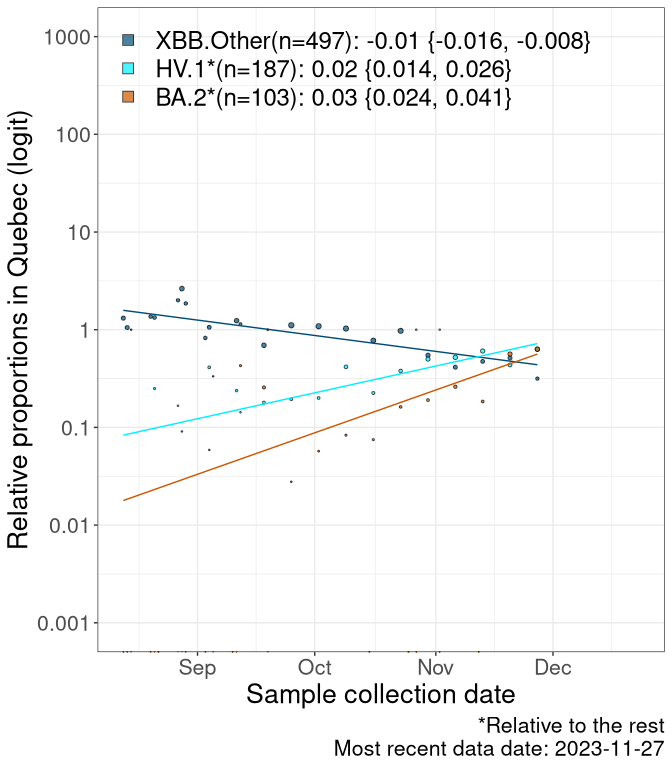 XBB.Other(n=497): -0.01 {-0.016, -0.008}
HV.1*(n=187): 0.02 {0.014, 0.026}
BA.2*(n=103): 0.03 {0.024, 0.041}
Relative proportions in Quebec (logit)
1000
100
10
1
0.1
0.01
0.001
Sep Oct Nov Dec
Sample collection date
*Relative to the rest
Most recent data date: 2023-11-27